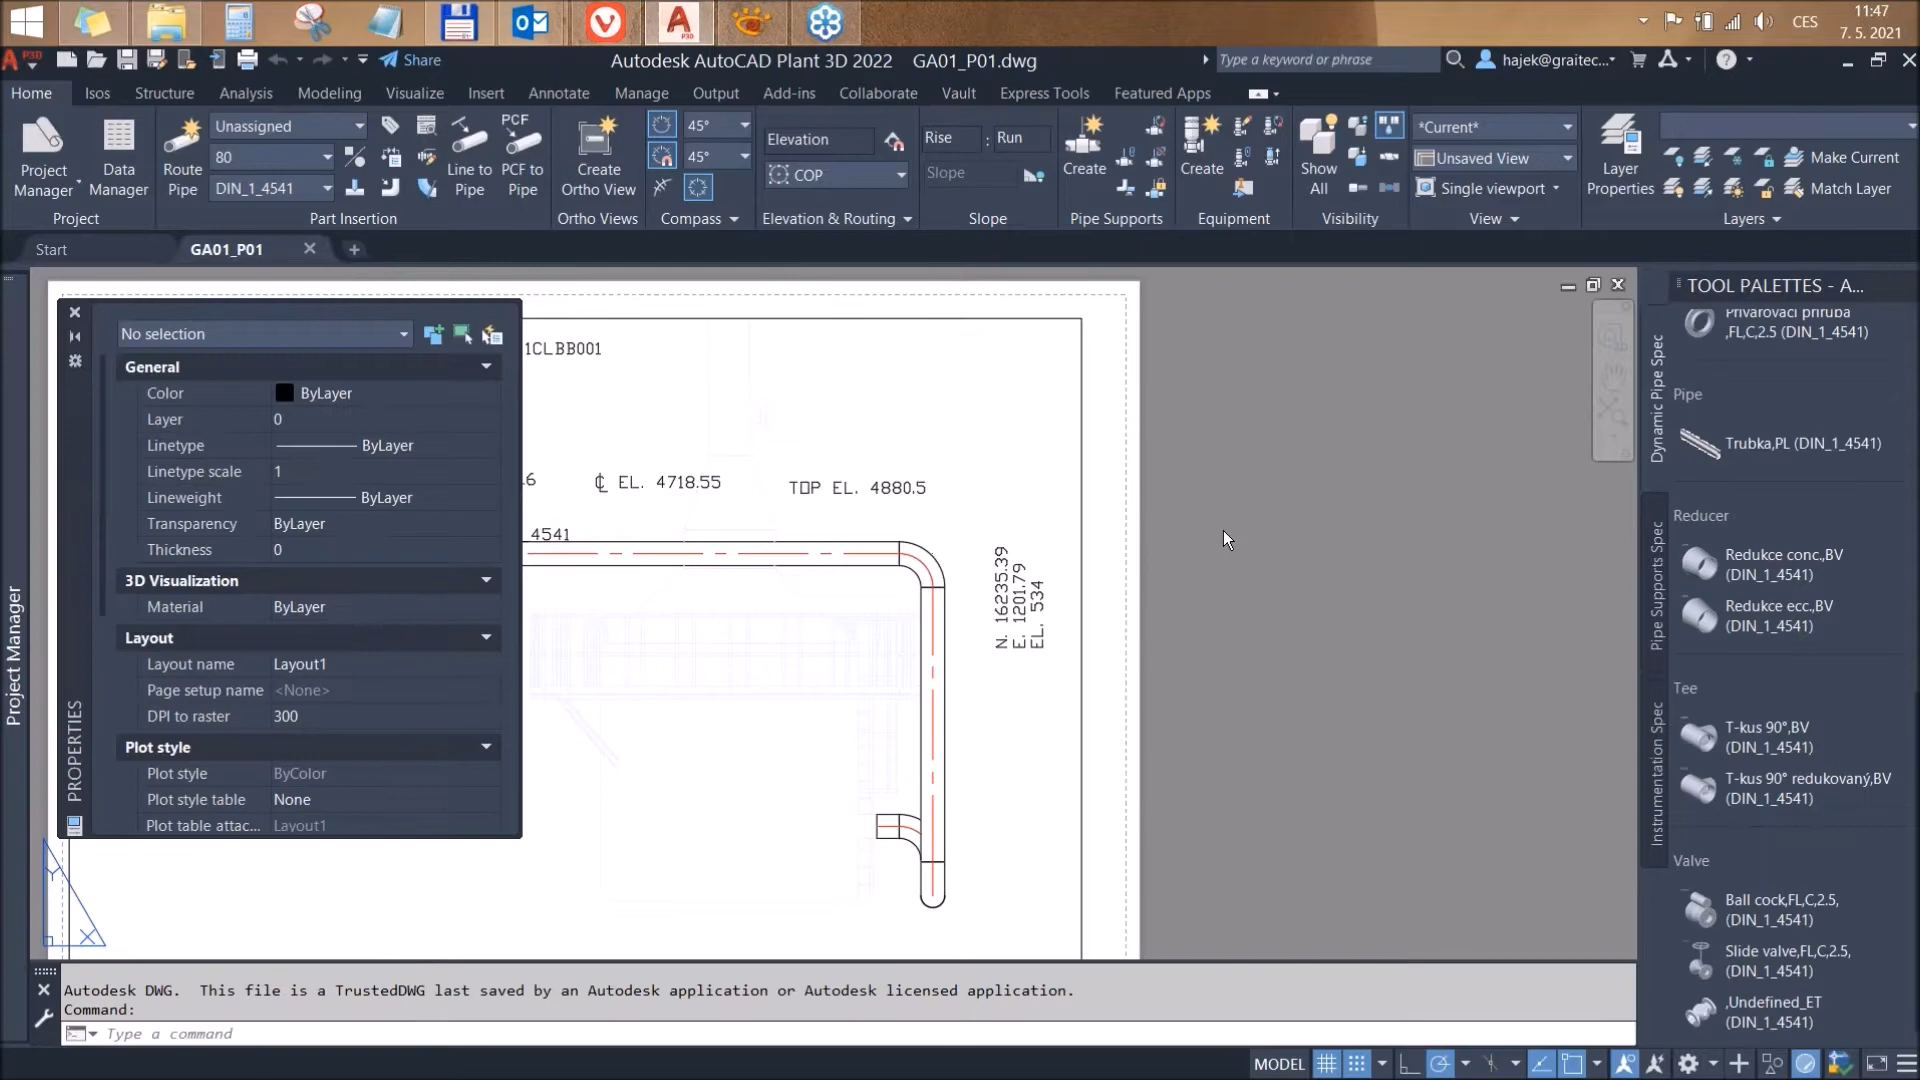 CES
11:47
7. 5. 2021
P3D
Share
Autodesk AutoCAD Plant 3D 2022 GA01_P01.dwg
Type a keyword or phrase
hajek@graitec...
Home Isos Structure Analysis Modeling Visualize Insert Annotate Manage Output Add-ins Collaborate Vault Express Tools Featured Apps
Project
Manager
Data
Manager
Project
Route
Pipe
Unassigned
80
DIN_1_4541
Line to
Pipe
PCF
PCF to
Pipe
Part Insertion
Create
Ortho View
Ortho Views
45°
45°
Compass
Elevation
COP
Elevation & Routing
Rise : Run
Slope
Slope
Create
Pipe Supports
Create
Equipment
Show
All
Visibility
*Current*
Unsaved View
Single viewport
View
Layer
Properties
Make Current
Match Layer
Layers
Start
GA01_P01
Project Manager
PROPERTIES
No selection
General
Color ByLayer
Layer 0
Linetype ByLayer
Linetype scale 1
Lineweight ByLayer
Transparency ByLayer
Thickness 0
3D Visualization
Material ByLayer
Layout
Layout name Layout1
Page setup name <None>
DPI to raster 300
Plot style
Plot style ByColor
Plot style table None
Plot table attac... Layout1
1CLBB001
.6
℄ EL. 4718.55
TOP EL. 4880.5
4541
N. 16235.39
E. 1201.79
EL. 534
Y
X
TOOL PALETTES - A...
Dynamic Pipe Spec
Pipe Supports Spec
Instrumentation Spec
Přivařovací příruba
,FL,C,2.5 (DIN_1_4541)
Pipe
Trubka,PL (DIN_1_4541)
Reducer
Redukce conc.,BV
(DIN_1_4541)
Redukce ecc.,BV
(DIN_1_4541)
Tee
T-kus 90°,BV
(DIN_1_4541)
T-kus 90° redukovaný,BV
(DIN_1_4541)
Valve
Ball cock,FL,C,2.5,
(DIN_1_4541)
Slide valve,FL,C,2.5,
(DIN_1_4541)
,Undefined_ET
(DIN_1_4541)
Autodesk DWG. This file is a TrustedDWG last saved by an Autodesk application or Autodesk licensed application.
Command:
Type a command
MODEL